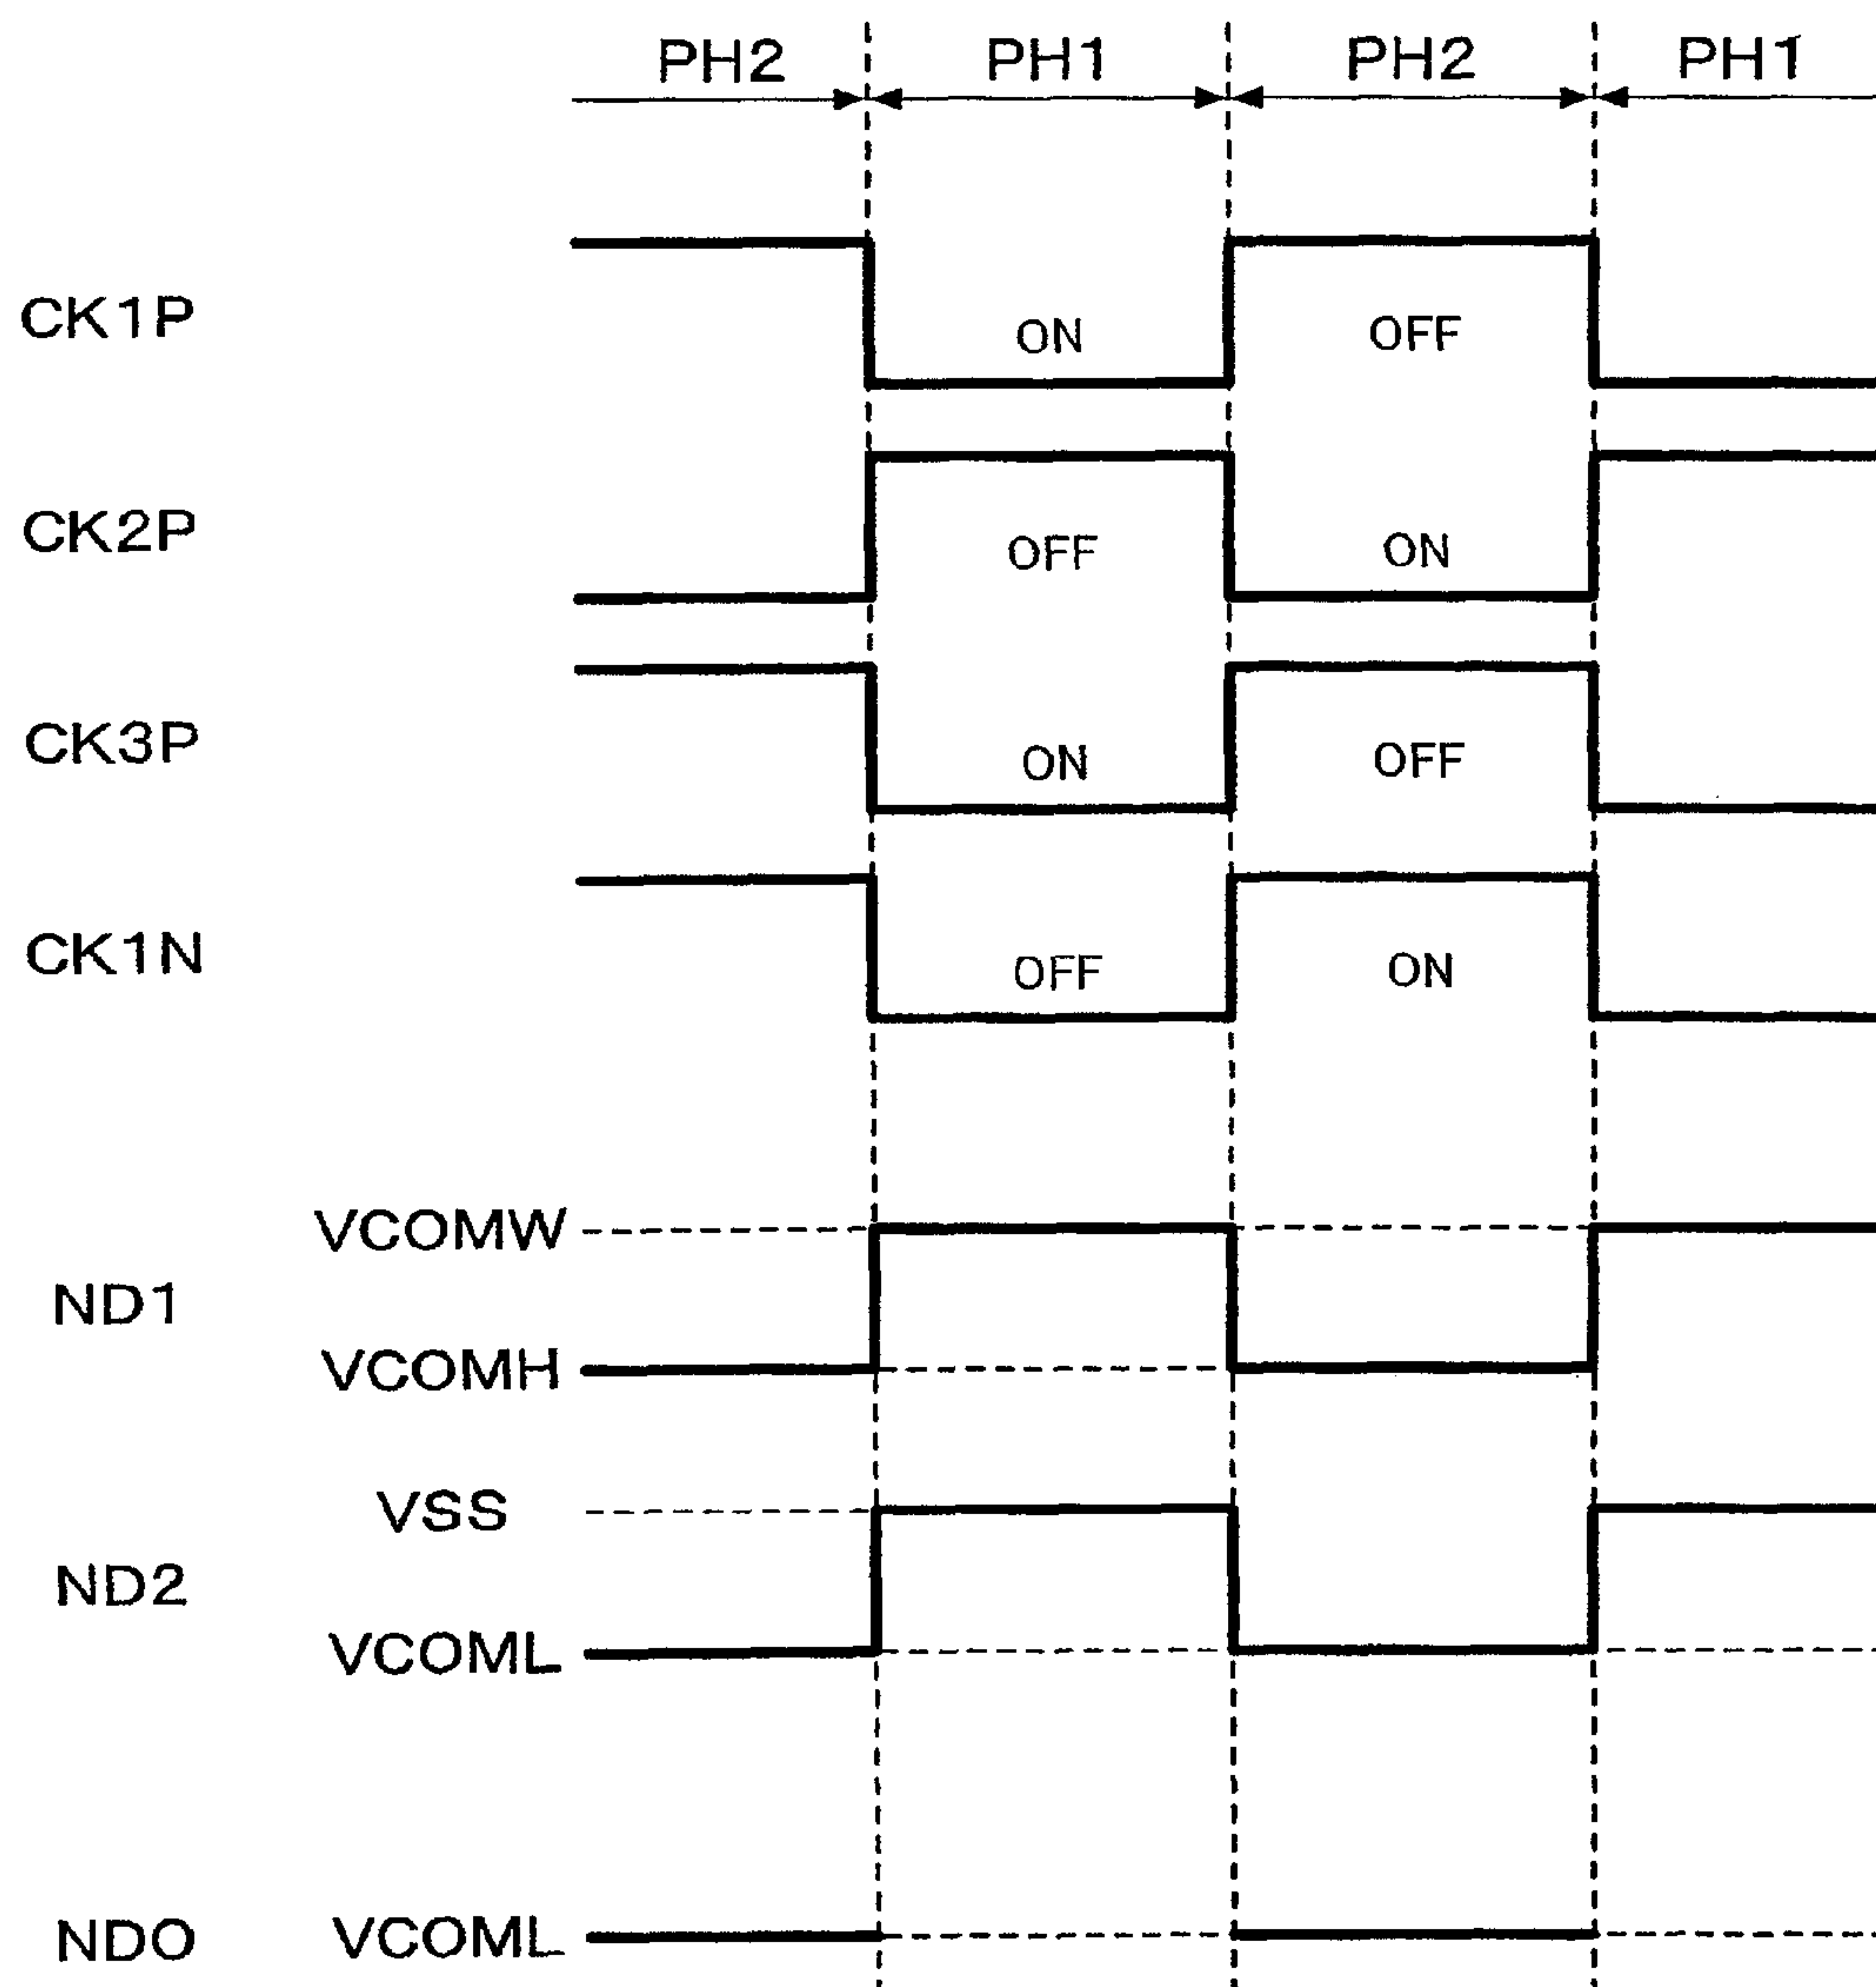 PH2 PH1 PH2 PH1
CK1P ON OFF
CK2P OFF ON
CK3P ON OFF
CK1N OFF ON
VCOMW
ND1
VCOMH
VSS
ND2
VCOML
NDO VCOML